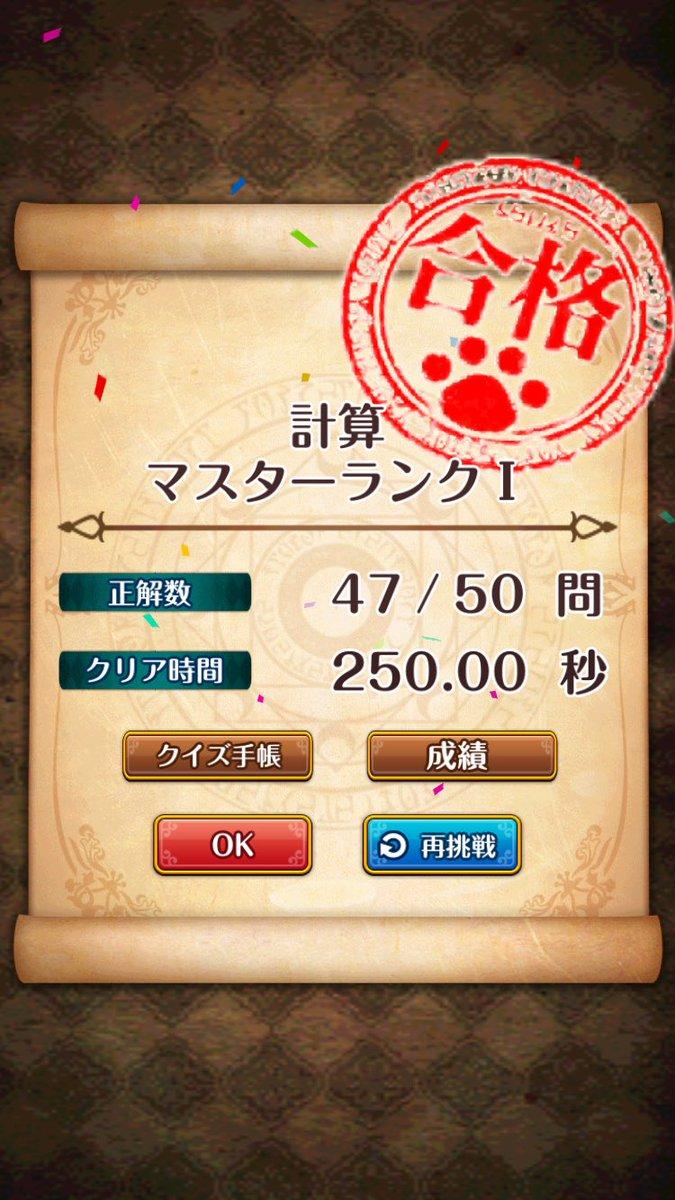 合格
計算
マスターランクⅠ
正解数 47/50 問
クリア時間 250.00 秒
クイズ手帳 成績
OK 再挑戦